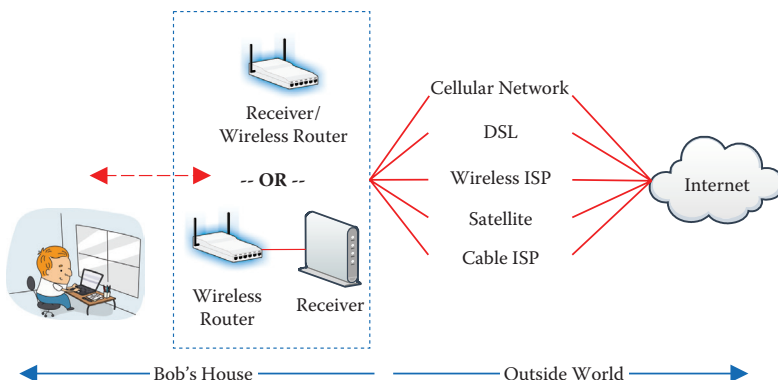 Receiver/
Wireless Router
-- OR --
Wireless
Router
Receiver
Cellular Network
DSL
Wireless ISP
Satellite
Cable ISP
Internet
Bob's House
Outside World